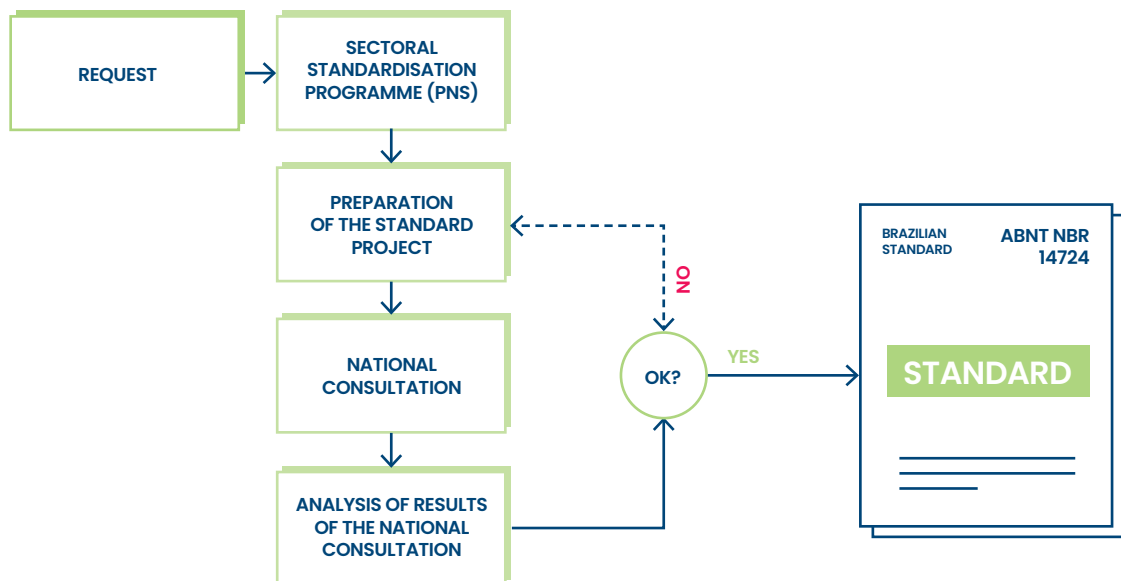 REQUEST
SECTORAL
STANDARDISATION
PROGRAMME (PNS)
PREPARATION
OF THE STANDARD
PROJECT
NATIONAL
CONSULTATION
ANALYSIS OF RESULTS
OF THE NATIONAL
CONSULTATION
NO
OK?
YES
BRAZILIAN
STANDARD
ABNT NBR
14724
STANDARD